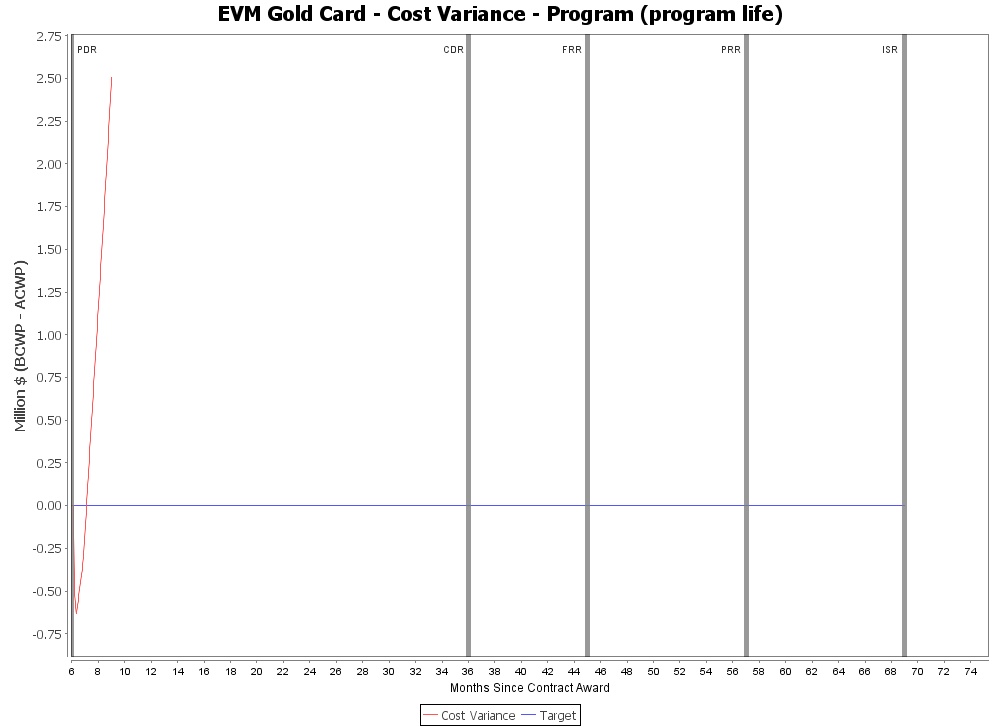 EVM Gold Card - Cost Variance - Program (program life)
2.75
2.50
2.25
2.00
1.75
1.50
1.25
1.00
0.75
0.50
0.25
0.00
-0.25
-0.50
-0.75
Million $ (BCWP - ACWP)
PDR CDR FRR PRR ISR
6 8 10 12 14 16 18 20 22 24 26 28 30 32 34 36 38 40 42 44 46 48 50 52 54 56 58 60 62 64 66 68 70 72 74
Months Since Contract Award
Cost Variance Target